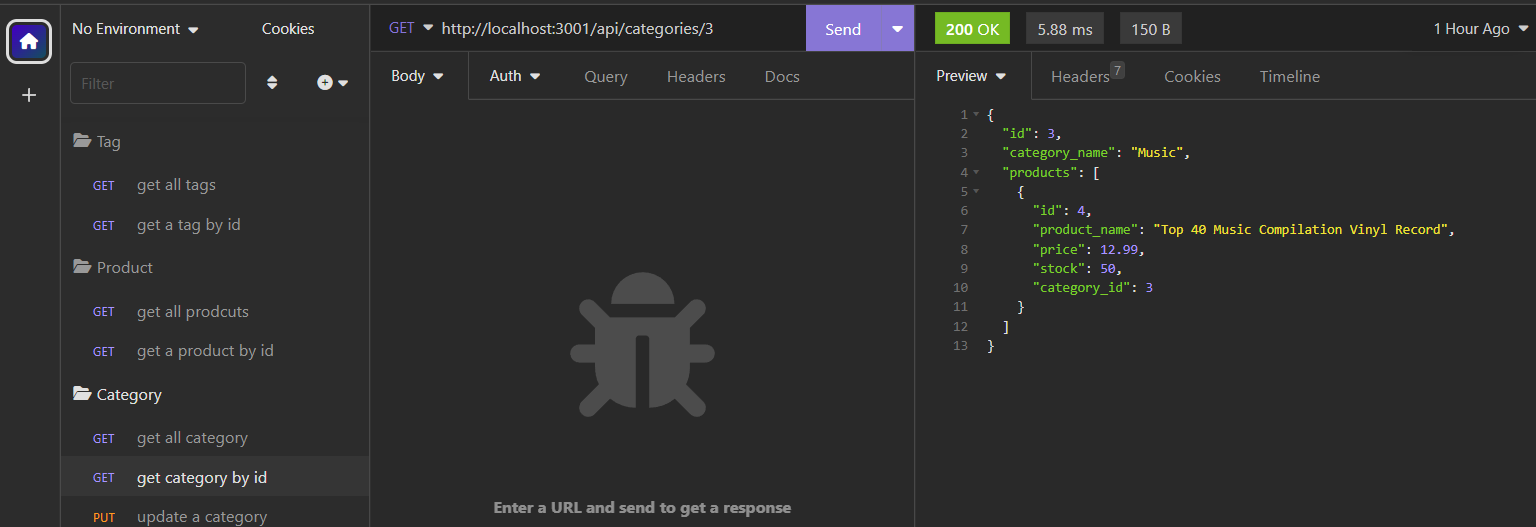 No Environment
Cookies
Filter
Tag
GET get all tags
GET get a tag by id
Product
GET get all prodcuts
GET get a product by id
Category
GET get all category
GET get category by id
PUT update a category
GET http://localhost:3001/api/categories/3
Send
Body
Auth
Query
Headers
Docs
Enter a URL and send to get a response
200 OK
5.88 ms
150 B
1 Hour Ago
Preview
Headers 7
Cookies
Timeline
1 {
2 "id": 3,
3 "category_name": "Music",
4 "products": [
5 {
6 "id": 4,
7 "product_name": "Top 40 Music Compilation Vinyl Record",
8 "price": 12.99,
9 "stock": 50,
10 "category_id": 3
11 }
12 ]
13 }